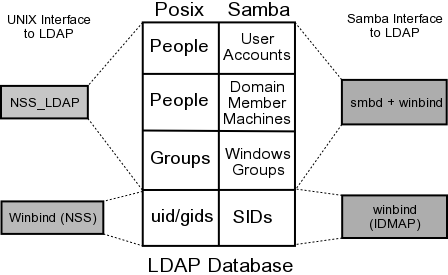 Posix Samba
UNIX Interface
to LDAP
Samba Interface
to LDAP
People
User
Accounts
NSS_LDAP
People
Domain
Member
Machines
smbd + winbind
Groups
Windows
Groups
Winbind (NSS)
uid/gids
SIDs
winbind
(IDMAP)
LDAP Database